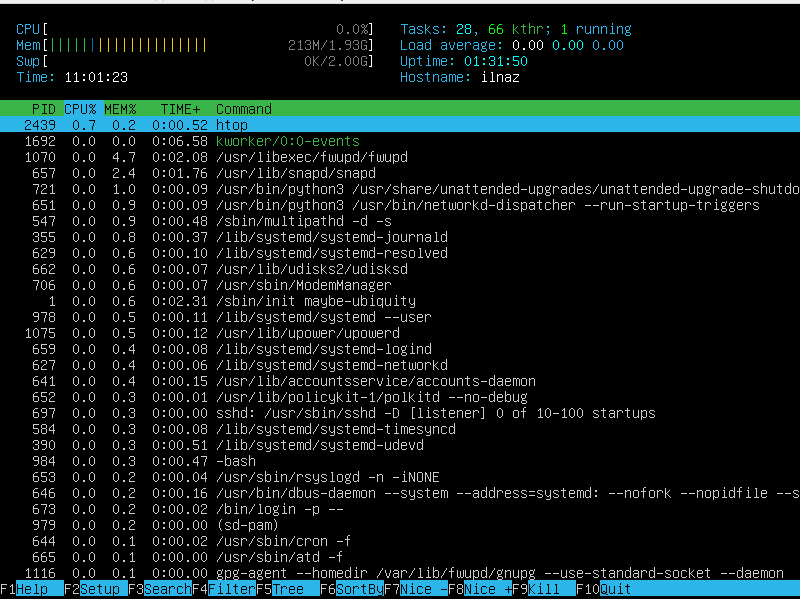 CPU[ 0.0%] Tasks: 28, 66 kthr; 1 running
Mem[||||||||||||||||||||213M/1.93G] Load average: 0.00 0.00 0.00
Swp[ 0K/2.00G] Uptime: 01:31:50
Time: 11:01:23 Hostname: ilnaz
PID CPU% MEM% TIME+ Command
2439 0.7 0.2 0:00.52 htop
1692 0.0 0.0 0:06.58 kworker/0:0-events
1070 0.0 4.7 0:02.08 /usr/libexec/fwupd/fwupd
657 0.0 2.4 0:01.76 /usr/lib/snapd/snapd
721 0.0 1.0 0:00.09 /usr/bin/python3 /usr/share/unattended-upgrades/unattended-upgrade-shutdo
651 0.0 0.9 0:00.09 /usr/bin/python3 /usr/bin/networkd-dispatcher --run-startup-triggers
547 0.0 0.9 0:00.48 /sbin/multipathd -d -s
355 0.0 0.8 0:00.37 /lib/systemd/systemd-journald
629 0.0 0.6 0:00.10 /lib/systemd/systemd-resolved
662 0.0 0.6 0:00.07 /usr/lib/udisks2/udisksd
706 0.0 0.6 0:00.07 /usr/sbin/ModemManager
1 0.0 0.6 0:02.31 /sbin/init maybe-ubiquity
978 0.0 0.5 0:00.11 /lib/systemd/systemd --user
1075 0.0 0.5 0:00.12 /usr/lib/upower/upowerd
659 0.0 0.4 0:00.08 /lib/systemd/systemd-logind
627 0.0 0.4 0:00.06 /lib/systemd/systemd-networkd
641 0.0 0.4 0:00.15 /usr/lib/accountsservice/accounts-daemon
652 0.0 0.3 0:00.01 /usr/lib/policykit-1/polkitd --no-debug
697 0.0 0.3 0:00.00 sshd: /usr/sbin/sshd -D [listener] 0 of 10-100 startups
584 0.0 0.3 0:00.08 /lib/systemd/systemd-timesyncd
390 0.0 0.3 0:00.51 /lib/systemd/systemd-udevd
984 0.0 0.3 0:00.47 -bash
653 0.0 0.2 0:00.04 /usr/sbin/rsyslogd -n -iNONE
646 0.0 0.2 0:00.16 /usr/bin/dbus-daemon --system --address=systemd: --nofork --nopidfile --s
673 0.0 0.2 0:00.02 /bin/login -p --
979 0.0 0.2 0:00.00 (sd-pam)
644 0.0 0.1 0:00.02 /usr/sbin/cron -f
665 0.0 0.1 0:00.00 /usr/sbin/atd -f
1116 0.0 0.1 0:00.00 gpg-agent --homedir /var/lib/fwupd/gnupg --use-standard-socket --daemon
F1Help F2Setup F3SearchF4FilterF5Tree F6SortByF7Nice -F8Nice +F9Kill F10Quit